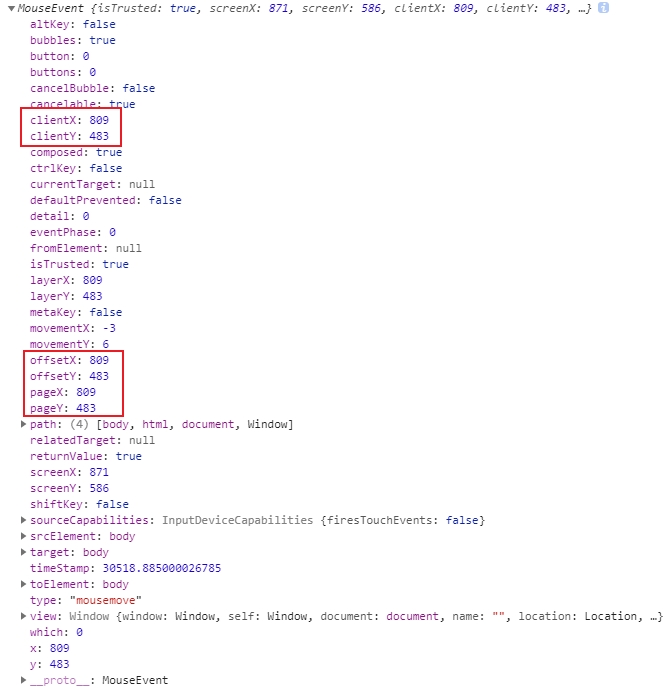 ▼MouseEvent {isTrusted: true, screenX: 871, screenY: 586, clientX: 809, clientY: 483, …} i
altKey: false
bubbles: true
button: 0
buttons: 0
cancelBubble: false
cancelable: true
clientX: 809
clientY: 483
composed: true
ctrlKey: false
currentTarget: null
defaultPrevented: false
detail: 0
eventPhase: 0
fromElement: null
isTrusted: true
layerX: 809
layerY: 483
metaKey: false
movementX: -3
movementY: 6
offsetX: 809
offsetY: 483
pageX: 809
pageY: 483
▶path: (4) [body, html, document, Window]
relatedTarget: null
returnValue: true
screenX: 871
screenY: 586
shiftKey: false
▶sourceCapabilities: InputDeviceCapabilities {firesTouchEvents: false}
▶srcElement: body
▶target: body
timeStamp: 30518.885000026785
▶toElement: body
type: "mousemove"
▶view: Window {window: Window, self: Window, document: document, name: "", location: Location, …}
which: 0
x: 809
y: 483
▶__proto__: MouseEvent